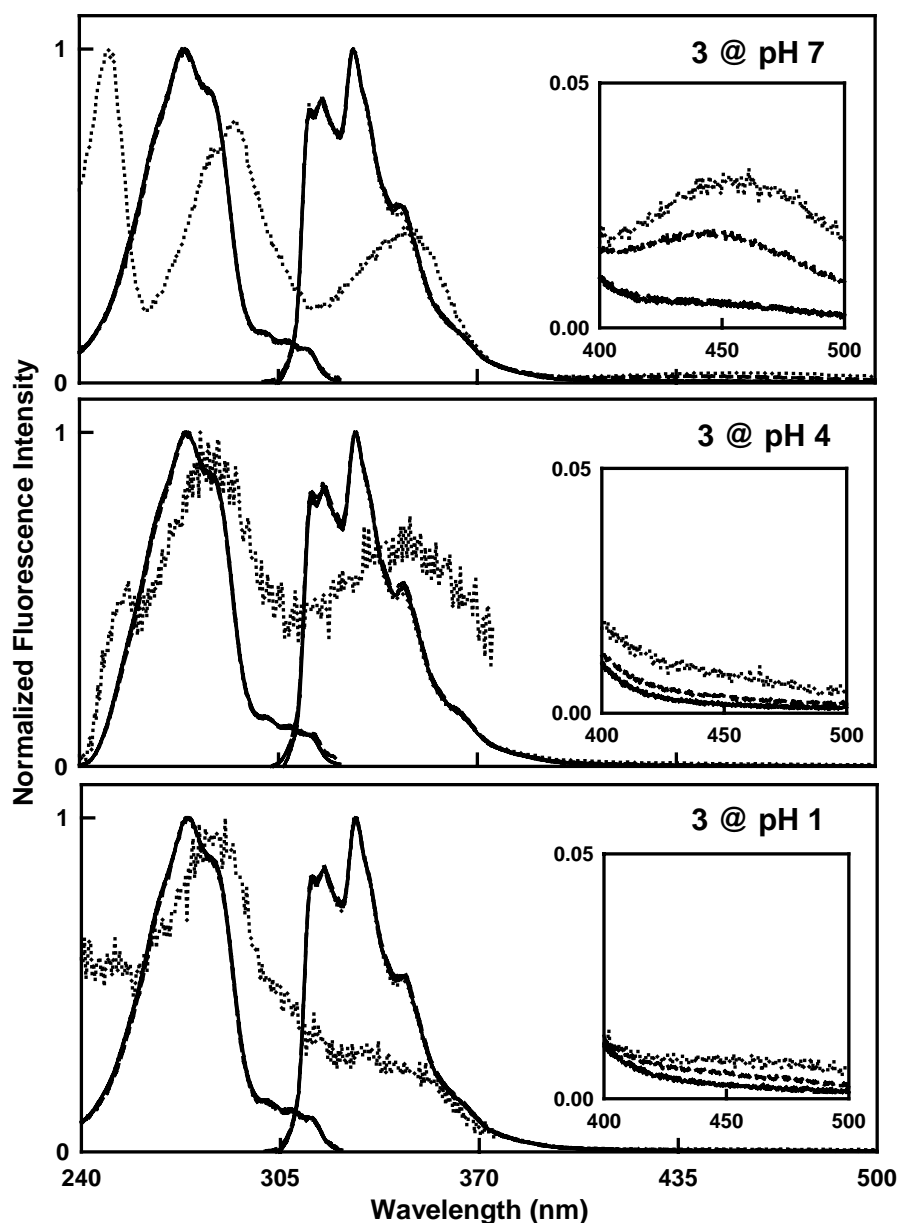 3 @ pH 7
1
0.05
0.00
400 450 500
0
3 @ pH 4
1
0.05
0.00
400 450 500
0
3 @ pH 1
1
0.05
0.00
400 450 500
0
240 305 370 435 500
Wavelength (nm)
Normalized Fluorescence Intensity